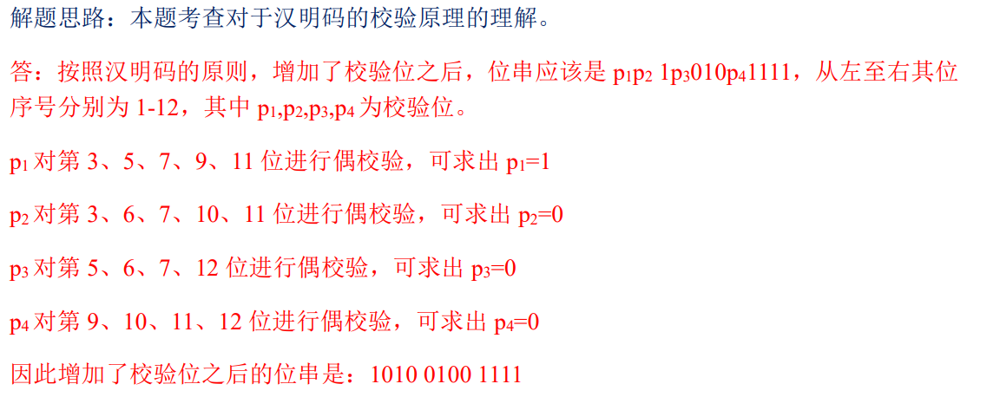 解题思路：本题考查对于汉明码的校验原理的理解。
答：按照汉明码的原则，增加了校验位之后，位串应该是 p₁p₂ 1p₃010p₄1111，从左至右其位
序号分别为 1-12，其中 p₁,p₂,p₃,p₄ 为校验位。
p₁ 对第 3、5、7、9、11 位进行偶校验，可求出 p₁=1
p₂ 对第 3、6、7、10、11 位进行偶校验，可求出 p₂=0
p₃ 对第 5、6、7、12 位进行偶校验，可求出 p₃=0
p₄ 对第 9、10、11、12 位进行偶校验，可求出 p₄=0
因此增加了校验位之后的位串是：1010 0100 1111